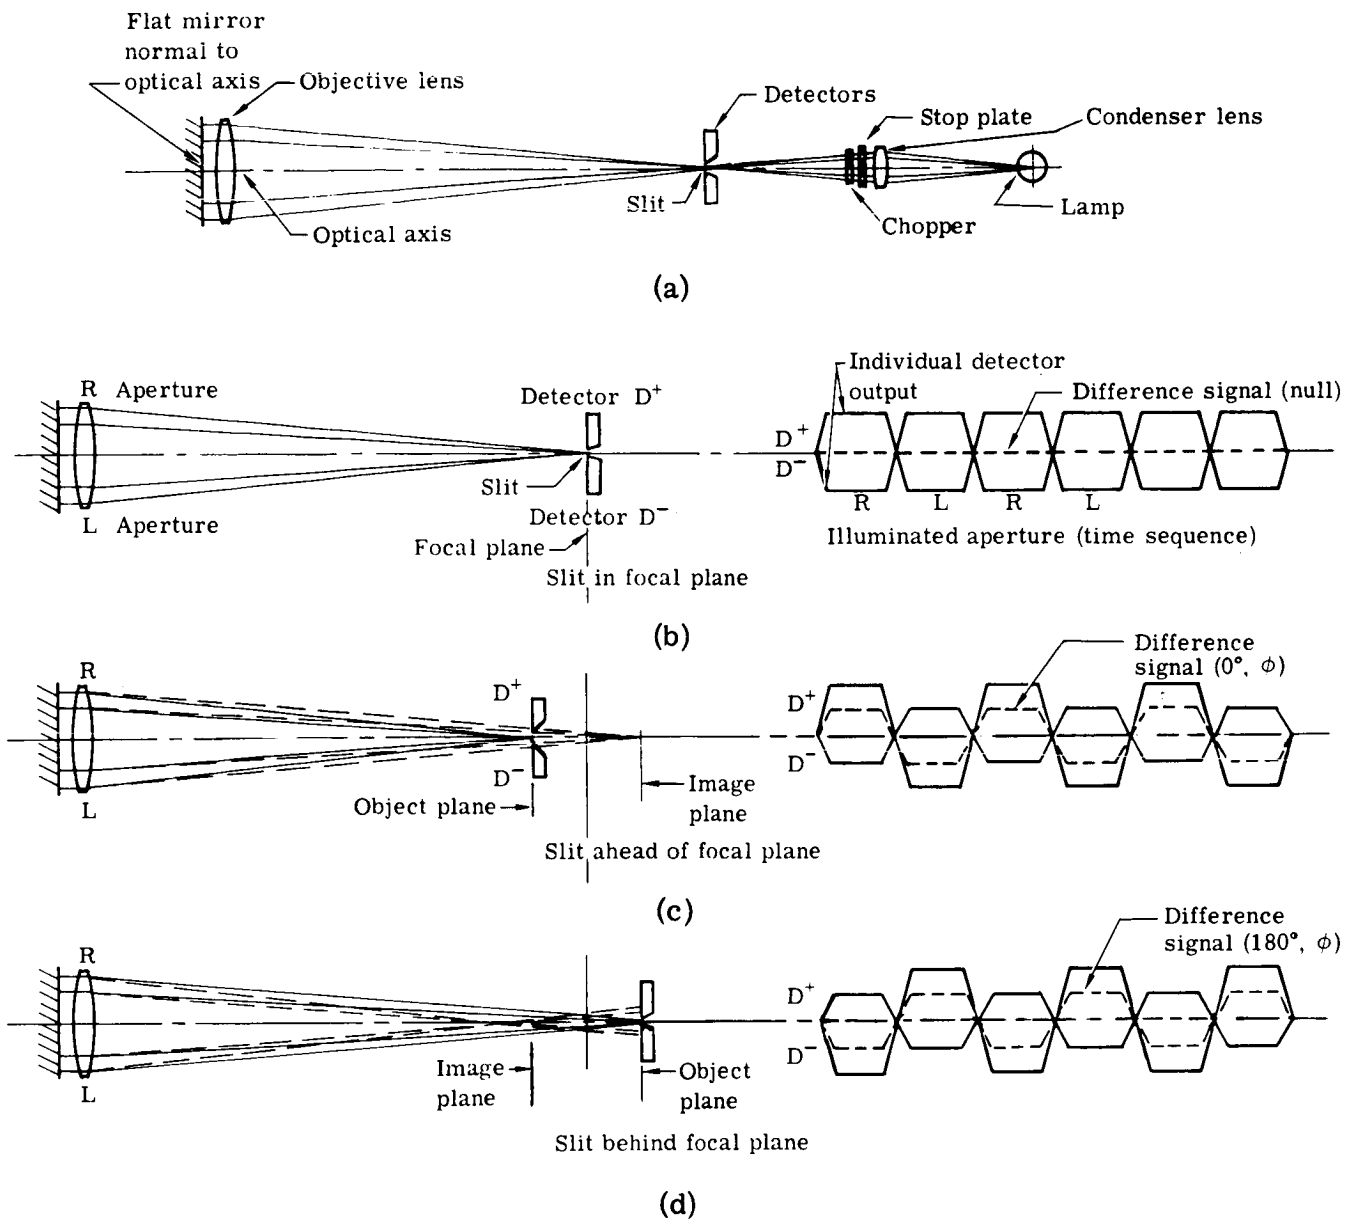 Flat mirror
normal to
optical axis
Objective lens
Detectors
Stop plate
Condenser lens
Slit
Optical axis
Chopper
Lamp
(a)
R Aperture
Detector D+
Individual detector
output
Difference signal (null)
D+
D−
Slit
L Aperture
Detector D−
R L R L
Focal plane
Illuminated aperture (time sequence)
Slit in focal plane
(b)
R
D+
Difference
signal (0°, ϕ)
D+
D−
D−
L
Object plane
Image
plane
Slit ahead of focal plane
(c)
R
Difference
signal (180°, ϕ)
D+
D−
L
Image
plane
Object
plane
Slit behind focal plane
(d)